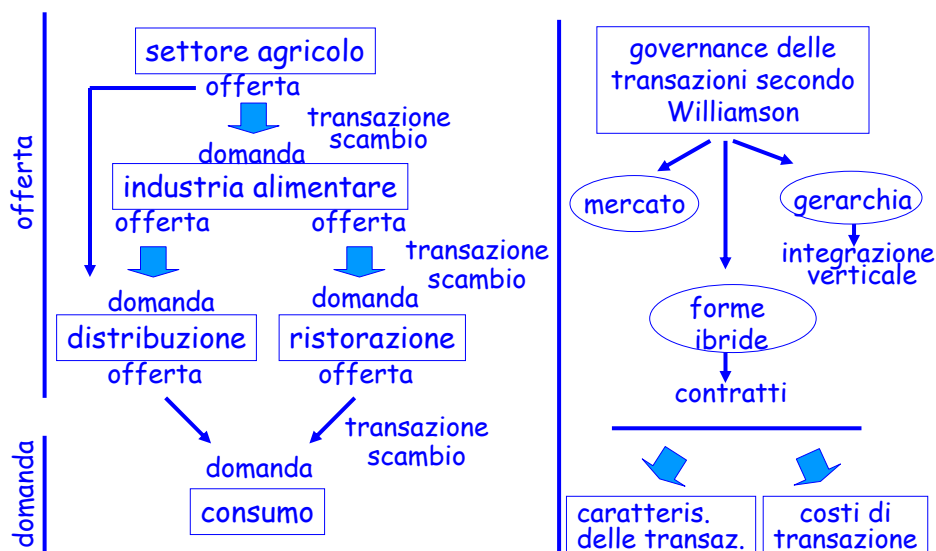 settore agricolo
offerta
transazione
scambio
domanda
industria alimentare
offerta offerta
transazione
scambio
domanda domanda
distribuzione ristorazione
offerta offerta
transazione
scambio
domanda
consumo
offerta
domanda
governance delle
transazioni secondo
Williamson
mercato gerarchia
integrazione
verticale
forme
ibride
contratti
caratteris.
delle transaz.
costi di
transazione